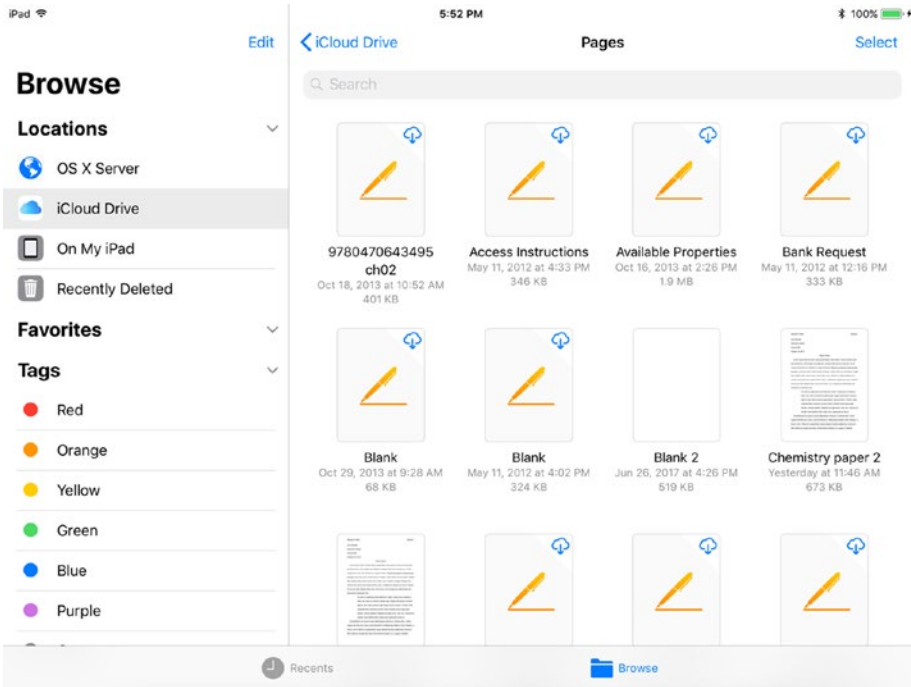 iPad
5:52 PM
100%
Edit
iCloud Drive
Pages
Select
Browse
Search
Locations
OS X Server
iCloud Drive
On My iPad
Recently Deleted
Favorites
Tags
Red
Orange
Yellow
Green
Blue
Purple
9780470643495
ch02
Oct 18, 2013 at 10:52 AM
401 KB
Access Instructions
May 11, 2012 at 4:33 PM
346 KB
Available Properties
Oct 16, 2013 at 2:26 PM
1.9 MB
Bank Request
May 11, 2012 at 12:16 PM
333 KB
Blank
Oct 29, 2013 at 9:28 AM
68 KB
Blank
May 11, 2012 at 4:02 PM
324 KB
Blank 2
Jun 26, 2017 at 4:26 PM
519 KB
Chemistry paper 2
Yesterday at 11:46 AM
673 KB
Recents
Browse